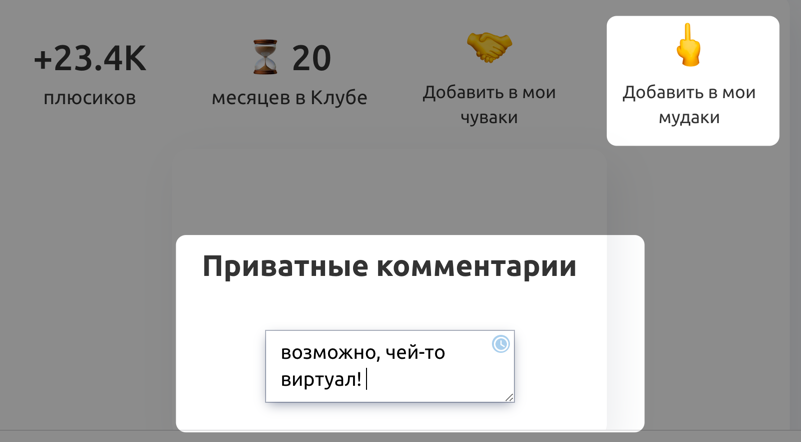 +23.4K
плюсиков
20
месяцев в Клубе
Добавить в мои
чуваки
Добавить в мои
мудаки
Приватные комментарии
возможно, чей-то
виртуал!